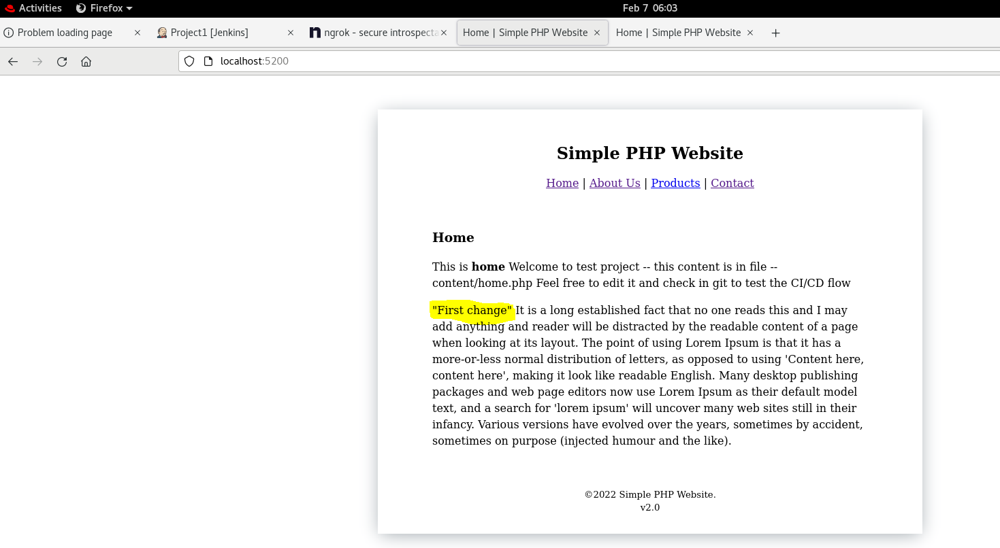 Activities Firefox Feb 7 06:03
Problem loading page Project1 [Jenkins] ngrok - secure introspecta Home | Simple PHP Website Home | Simple PHP Website
localhost:5200
Simple PHP Website
Home | About Us | Products | Contact
Home
This is home Welcome to test project -- this content is in file --
content/home.php Feel free to edit it and check in git to test the CI/CD flow
"First change" It is a long established fact that no one reads this and I may
add anything and reader will be distracted by the readable content of a page
when looking at its layout. The point of using Lorem Ipsum is that it has a
more-or-less normal distribution of letters, as opposed to using 'Content here,
content here', making it look like readable English. Many desktop publishing
packages and web page editors now use Lorem Ipsum as their default model
text, and a search for 'lorem ipsum' will uncover many web sites still in their
infancy. Various versions have evolved over the years, sometimes by accident,
sometimes on purpose (injected humour and the like).
©2022 Simple PHP Website.
v2.0